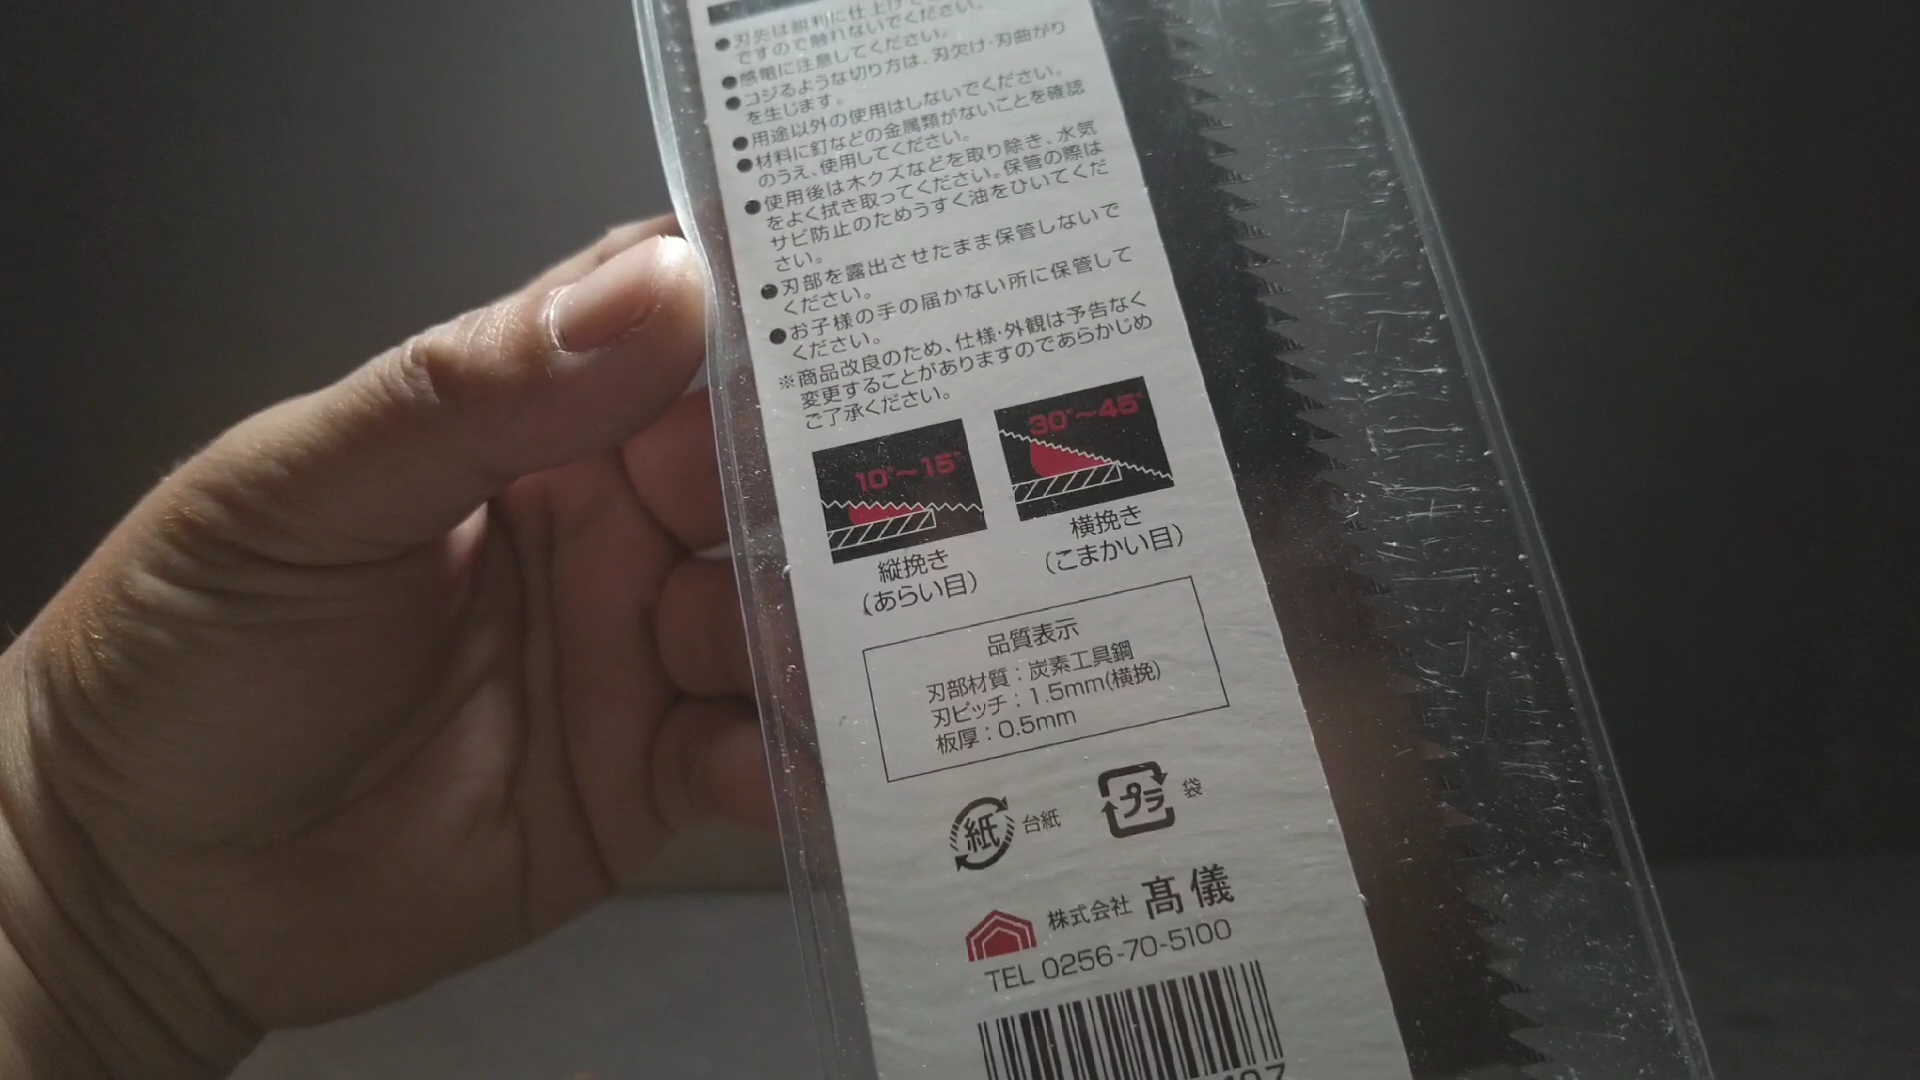 ●刃先は鋭利に仕上げて
ですので触れないでください。
●感電に注意してください。
●コジるような切り方は、刃欠け・刃曲がり
を生じます。
●用途以外の使用はしないでください。
●材料に釘などの金属類がないことを確認
のうえ、使用してください。
●使用後は木クズなどを取り除き、水気
をよく拭き取ってください。保管の際は
サビ防止のためうすく油をひいてくだ
さい。
●刃部を露出させたまま保管しないで
ください。
●お子様の手の届かない所に保管して
ください。
※商品改良のため、仕様・外観は予告なく
変更することがありますのであらかじめ
ご了承ください。
10°～15°
縦挽き
(あらい目)
30°～45°
横挽き
(こまかい目)
品質表示
刃部材質：炭素工具鋼
刃ピッチ：1.5mm(横挽)
板厚：0.5mm
紙 台紙
プラ 袋
株式会社 髙儀
TEL 0256-70-5100